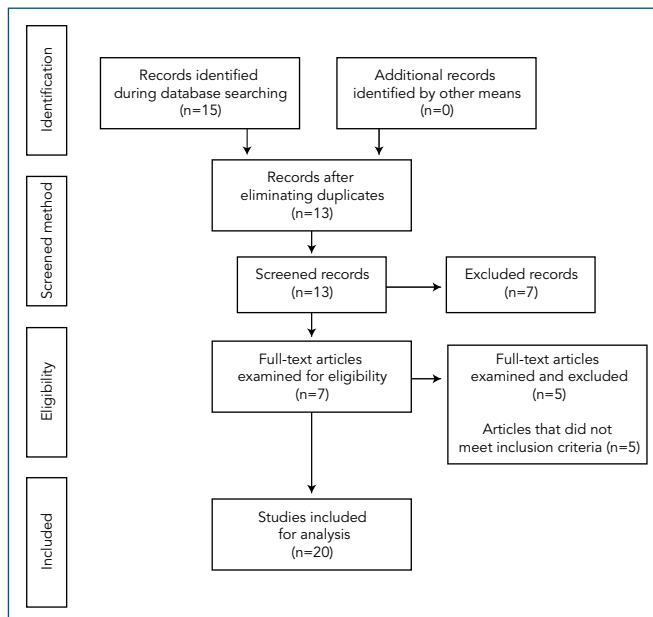 Identification
Records identified
during database searching
(n=15)
Additional records
identified by other means
(n=0)
Screened method
Records after
eliminating duplicates
(n=13)
Screened records
(n=13)
Excluded records
(n=7)
Eligibility
Full-text articles
examined for eligibility
(n=7)
Full-text articles
examined and excluded
(n=5)
Articles that did not
meet inclusion criteria (n=5)
Included
Studies included
for analysis
(n=20)